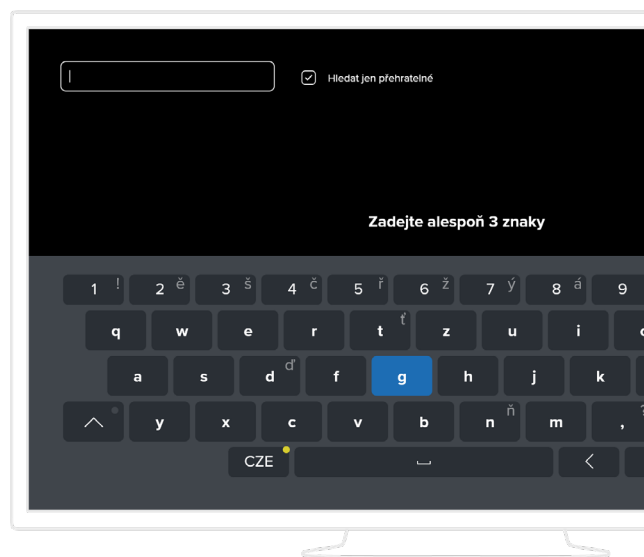 Hledat jen přehratelné
Zadejte alespoň 3 znaky
1 ! 2 ě 3 š 4 č 5 ř 6 ž 7 ý 8 á 9
q w e r t ť z u i
a s d ď f g h j k
y x c v b n ň m , ?
CZE